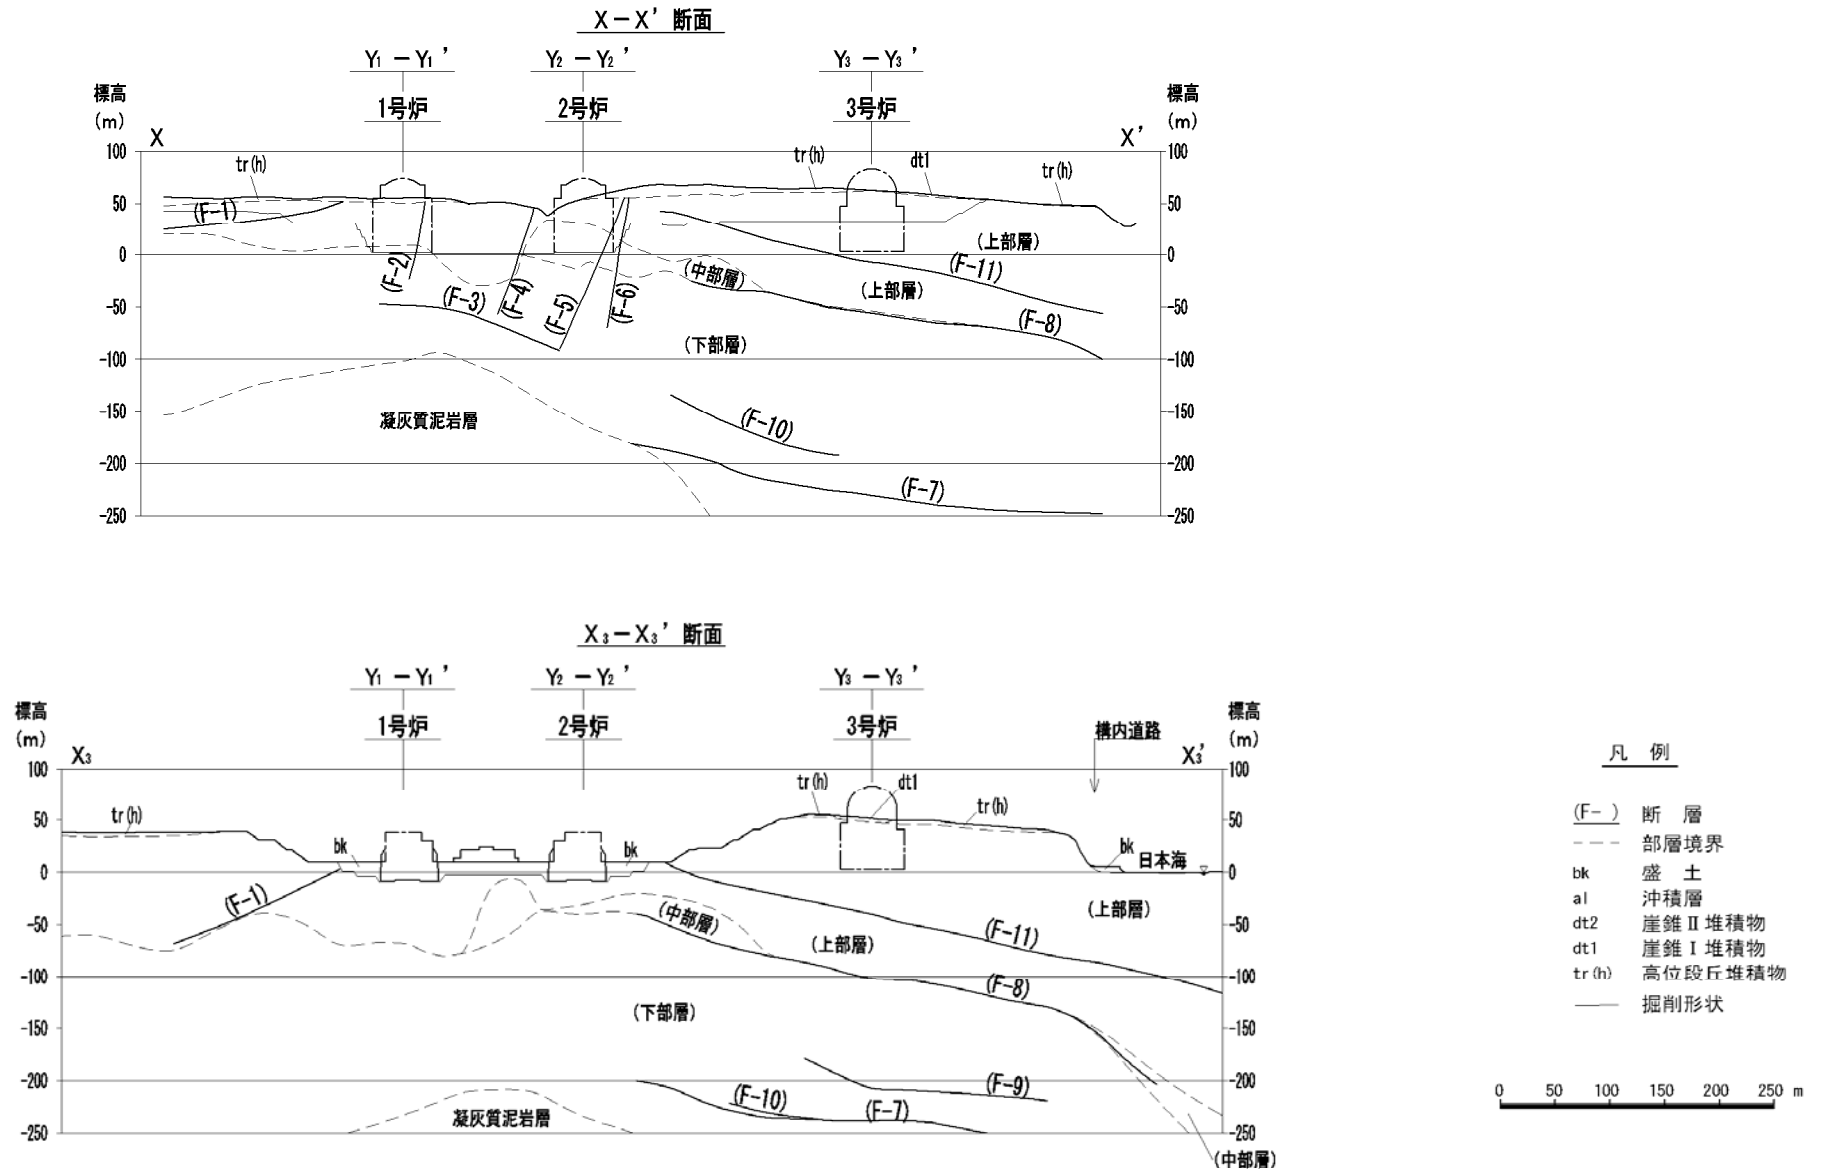 X－X’断面
Y₁－Y₁’ Y₂－Y₂’ Y₃－Y₃’
標高 標高
(m) 1号炉 2号炉 3号炉 (m)
X X’
100 tr(h) tr(h) dt1 tr(h) 100
50 (F-1) 50
(上部層)
0 0
(F-2) (中部層) (F-11)
(F-3) (F-4) (F-5) (F-6) (上部層)
-50 (F-8) -50
(下部層)
-100 -100
-150 凝灰質泥岩層 (F-10) -150
-200 -200
(F-7)
-250 -250
X₃－X₃’断面
Y₁－Y₁’ Y₂－Y₂’ Y₃－Y₃’
標高 標高
(m) 1号炉 2号炉 3号炉 構内道路 (m)
X₃ X₃’
100 tr(h) dt1 100
tr(h) tr(h)
50 50
bk bk bk 日本海
0 0
(F-1)
(中部層) (上部層)
-50 (F-11) -50
(上部層)
-100 (F-8) -100
(下部層)
-150 -150
-200 (F-9) -200
(F-10) (F-7)
凝灰質泥岩層
-250 -250
(中部層)
凡 例
(F- ) 断 層
部層境界
bk 盛 土
al 沖積層
dt2 崖錐Ⅱ堆積物
dt1 崖錐Ⅰ堆積物
tr(h) 高位段丘堆積物
掘削形状
0 50 100 150 200 250 m